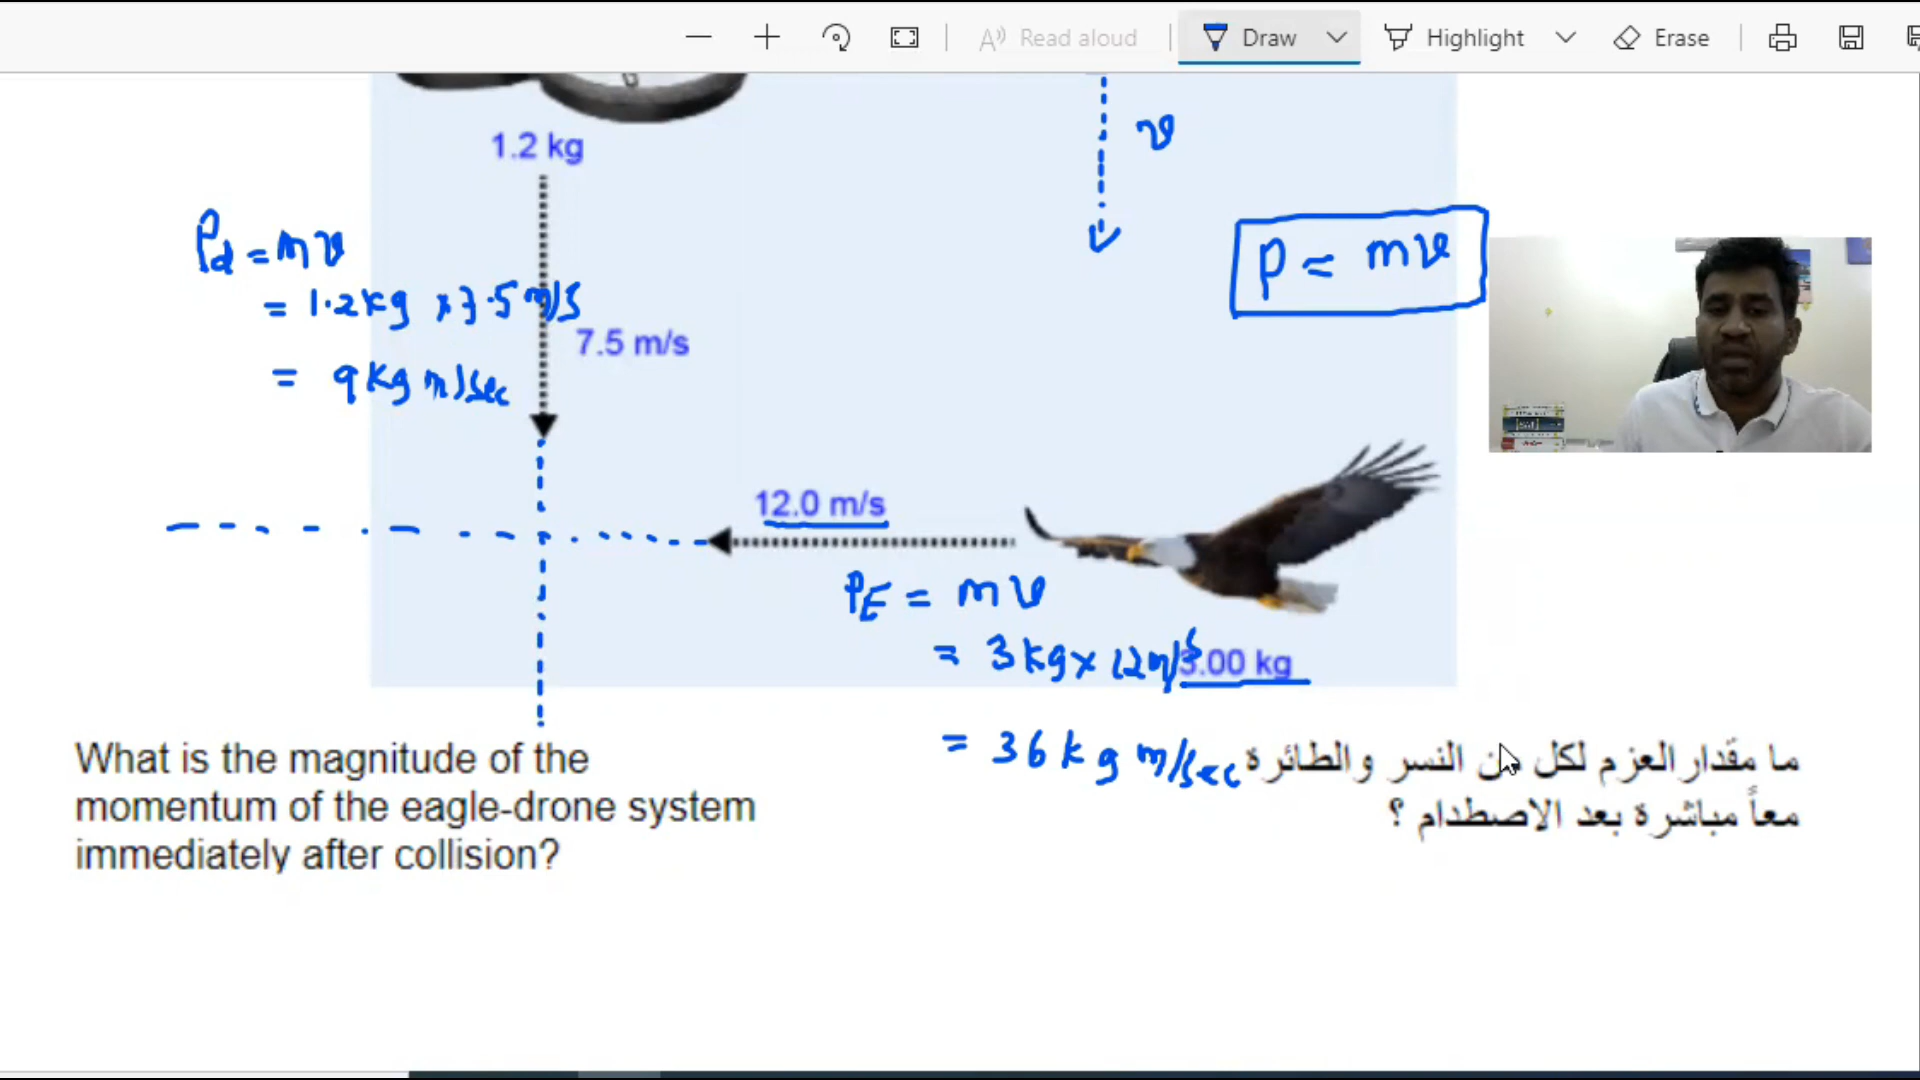 Read aloud
Draw
Highlight
Erase
1.2 kg
v
Pd = mv
= 1.2kg × 7.5 m/s
= 9 kg m/sec
7.5 m/s
P = mv
12.0 m/s
PE = mv
= 3kg × 12m/s
3.00 kg
= 36 kg m/sec
What is the magnitude of the
momentum of the eagle-drone system
immediately after collision?
ما مقدار العزم لكل من النسر والطائرة
معاً مباشرة بعد الاصطدام ؟